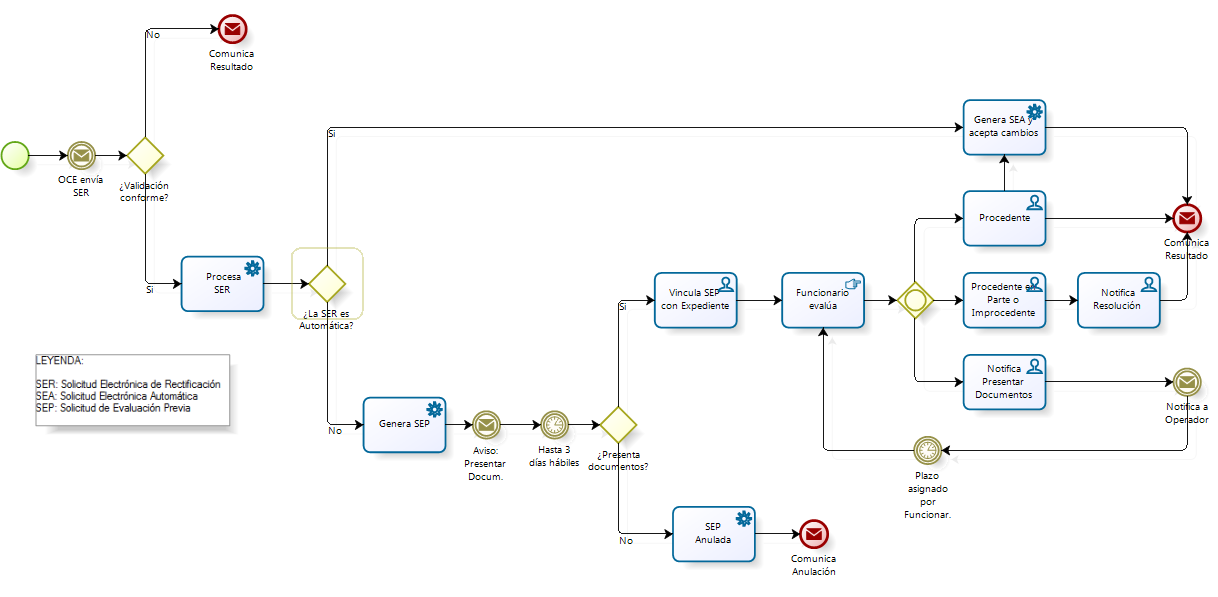 No
Comunica
Resultado
OCE envía
SER
¿Validación
conforme?
Si
Procesa
SER
¿La SER es
Automática?
Si
Genera SEA y
acepta cambios
Procedente
Comunica
Resultado
Procedente en
Parte o
Improcedente
Notifica
Resolución
Si
Vincula SEP
con Expediente
Funcionario
evalúa
Notifica
Presentar
Documentos
Notifica a
Operador
LEYENDA:
SER: Solicitud Electrónica de Rectificación
SEA: Solicitud Electrónica Automática
SEP: Solicitud de Evaluación Previa
No
Genera SEP
Aviso:
Presentar
Docum.
Hasta 3
días hábiles
¿Presenta
documentos?
Plazo
asignado
por
Funcionar.
No
SEP
Anulada
Comunica
Anulación